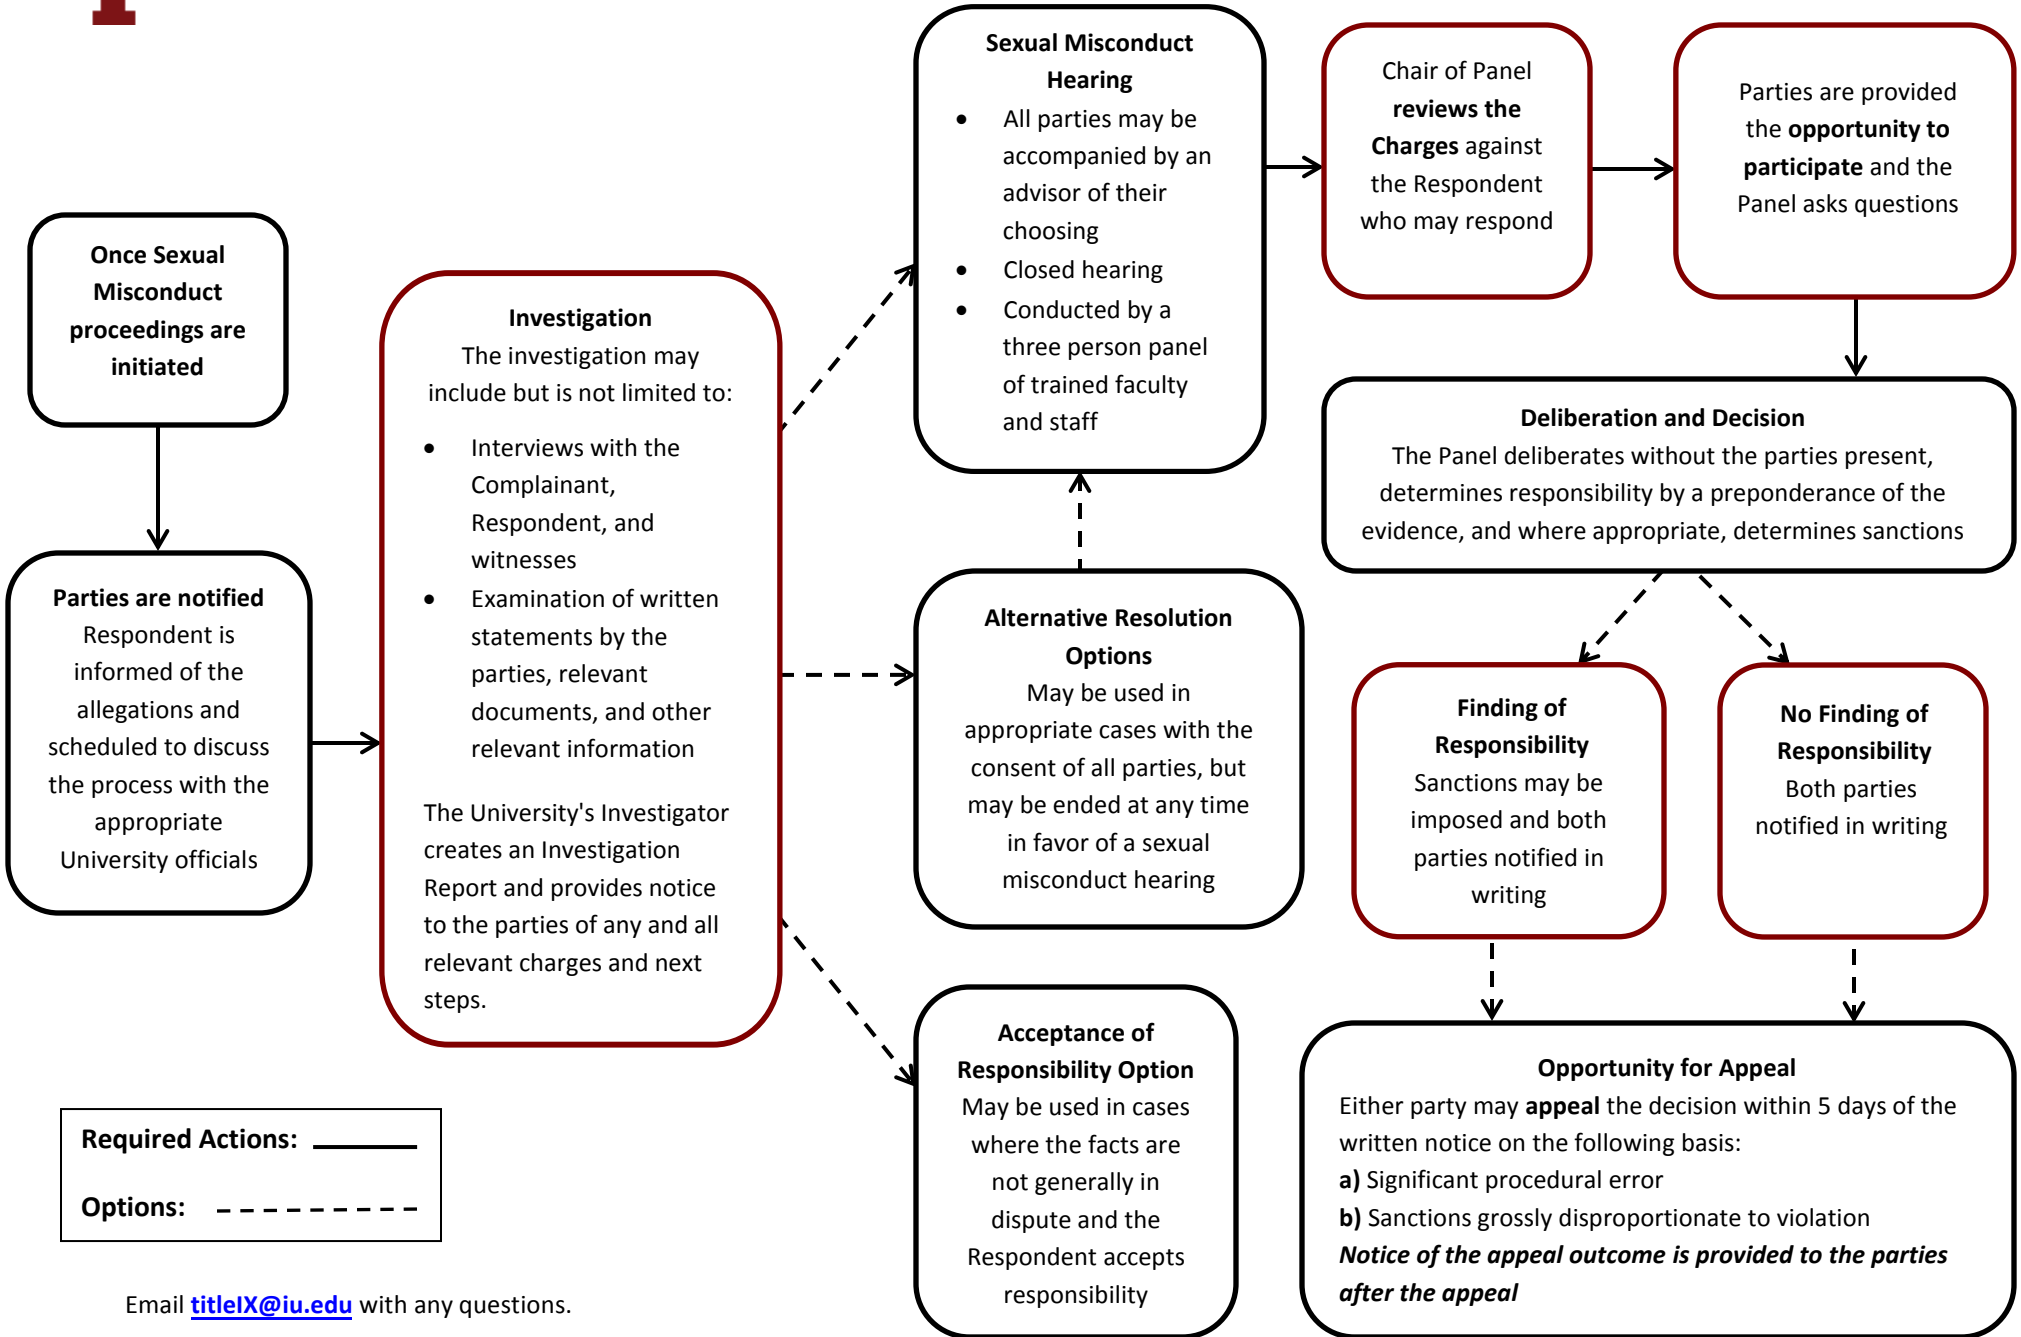 Once Sexual
Misconduct
proceedings are
initiated
Parties are notified
Respondent is
informed of the
allegations and
scheduled to discuss
the process with the
appropriate
University officials
Investigation
The investigation may
include but is not limited to:
• Interviews with the
Complainant,
Respondent, and
witnesses
• Examination of written
statements by the
parties, relevant
documents, and other
relevant information
The University's Investigator
creates an Investigation
Report and provides notice
to the parties of any and all
relevant charges and next
steps.
Sexual Misconduct
Hearing
• All parties may be
accompanied by an
advisor of their
choosing
• Closed hearing
• Conducted by a
three person panel
of trained faculty
and staff
Alternative Resolution
Options
May be used in
appropriate cases with the
consent of all parties, but
may be ended at any time
in favor of a sexual
misconduct hearing
Acceptance of
Responsibility Option
May be used in cases
where the facts are
not generally in
dispute and the
Respondent accepts
responsibility
Chair of Panel
reviews the
Charges against
the Respondent
who may respond
Parties are provided
the opportunity to
participate and the
Panel asks questions
Deliberation and Decision
The Panel deliberates without the parties present,
determines responsibility by a preponderance of the
evidence, and where appropriate, determines sanctions
Finding of
Responsibility
Sanctions may be
imposed and both
parties notified in
writing
No Finding of
Responsibility
Both parties
notified in writing
Opportunity for Appeal
Either party may appeal the decision within 5 days of the
written notice on the following basis:
a) Significant procedural error
b) Sanctions grossly disproportionate to violation
Notice of the appeal outcome is provided to the parties
after the appeal
Required Actions:
Options:
Email titleIX@iu.edu with any questions.